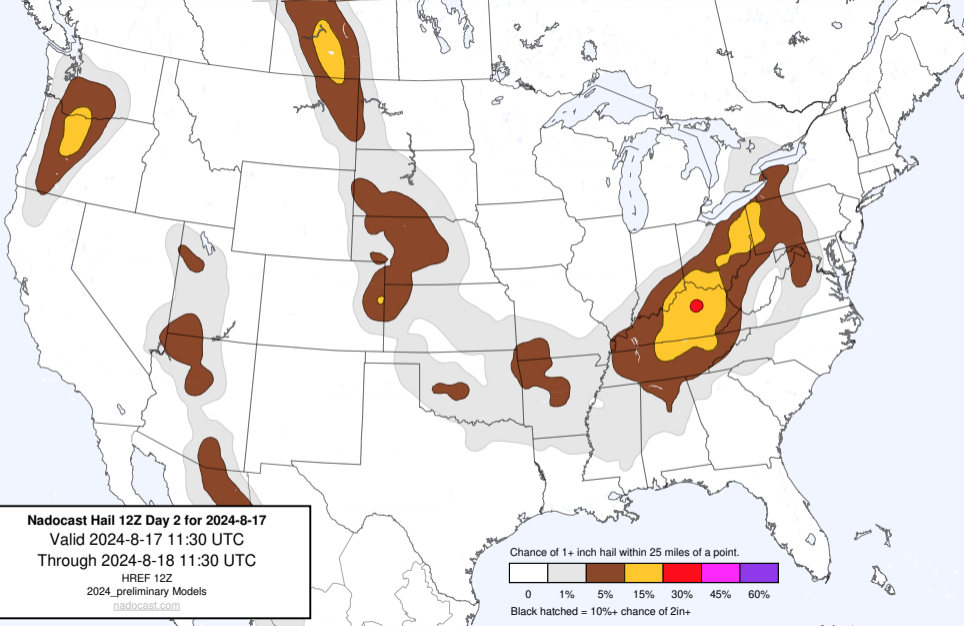 Nadocast Hail 12Z Day 2 for 2024-8-17
Valid 2024-8-17 11:30 UTC
Through 2024-8-18 11:30 UTC
HREF 12Z
2024_preliminary Models
nadocast.com
Chance of 1+ inch hail within 25 miles of a point.
0 1% 5% 15% 30% 45% 60%
Black hatched = 10%+ chance of 2in+